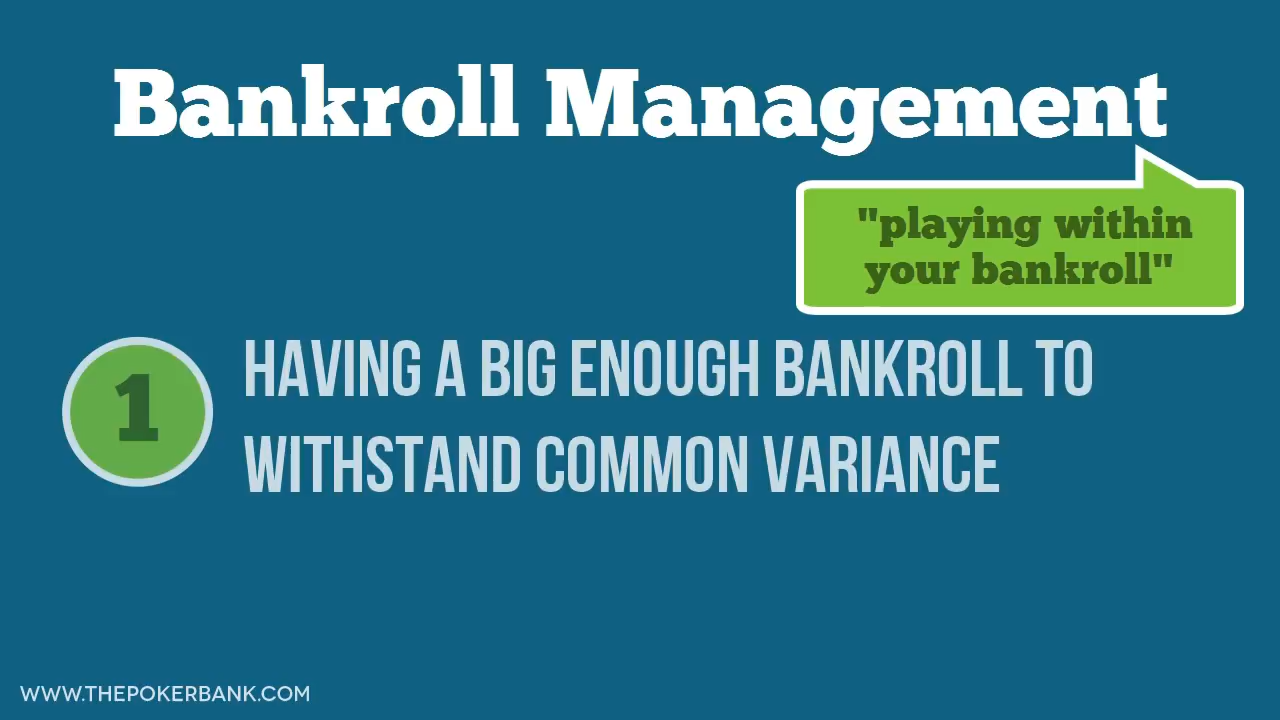 Bankroll Management
"playing within
your bankroll"
1
HAVING A BIG ENOUGH BANKROLL TO
WITHSTAND COMMON VARIANCE
WWW.THEPOKERBANK.COM